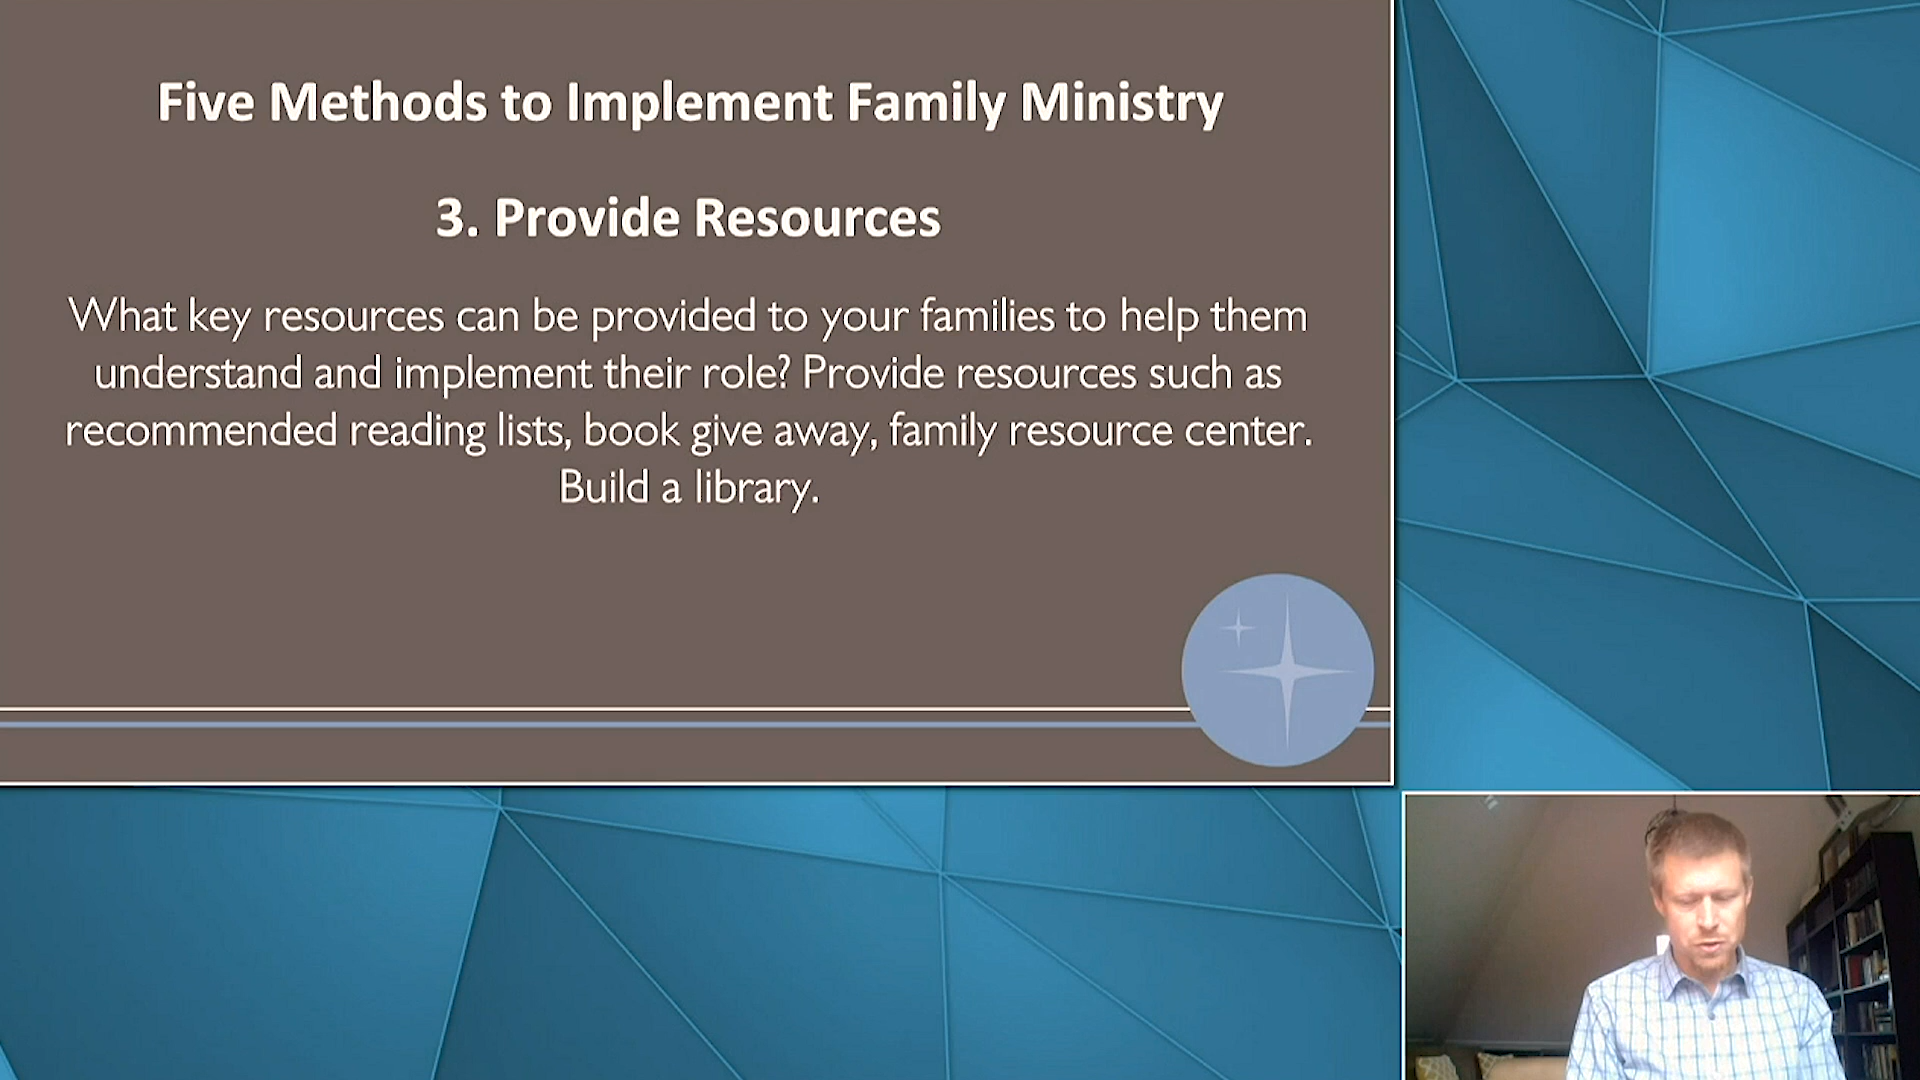 Five Methods to Implement Family Ministry
3. Provide Resources
What key resources can be provided to your families to help them
understand and implement their role? Provide resources such as
recommended reading lists, book give away, family resource center.
Build a library.